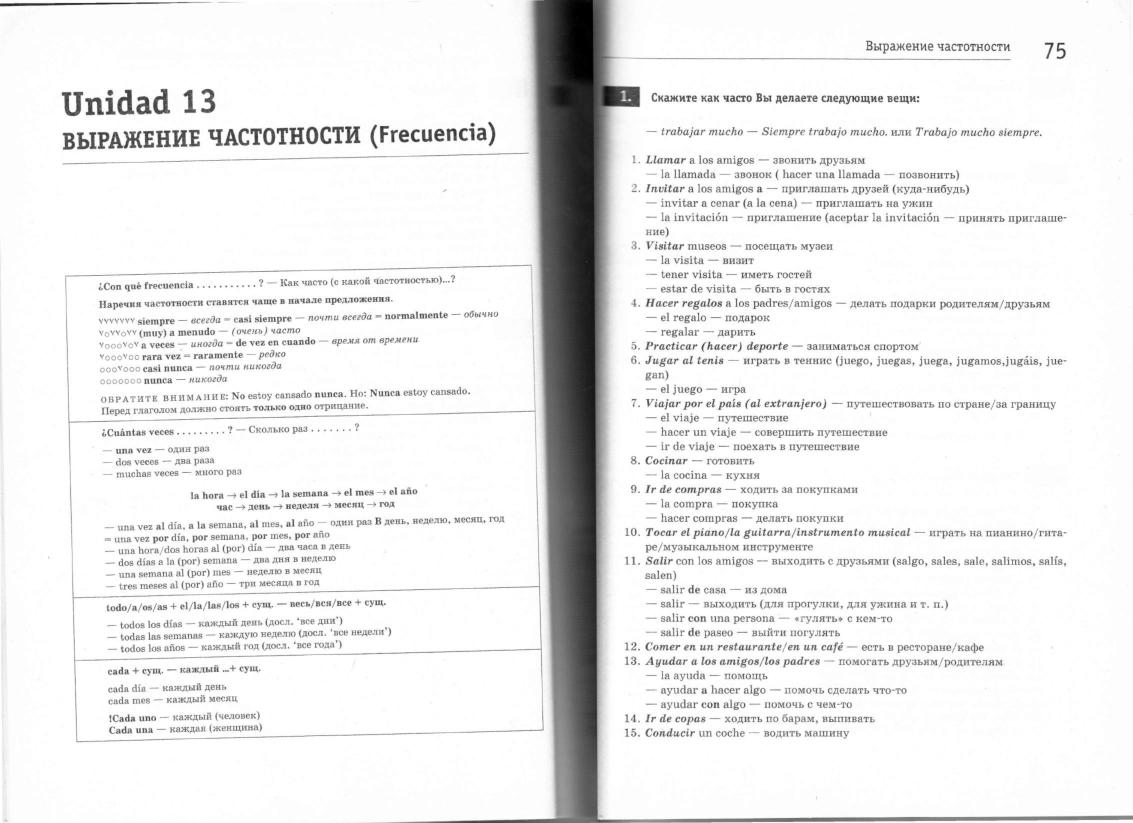 Unidad 13
ВЫРАЖЕНИЕ ЧАСТОТНОСТИ (Frecuencia)
¿Con qué frecuencia . . . . . . . . . . . ? — Как часто (с какой частотностью)...?
Наречия частотности ставятся чаще в начале предложения.
vvvvvvv siempre — всегда = casi siempre — почти всегда = normalmente — обычно
vovvovv (muy) a menudo — (очень) часто
vooovov a veces — иногда = de vez en cuando — время от времени
vooovoo rara vez = raramente — редко
ooovooo casi nunca — почти никогда
ooooooo nunca — никогда
ОБРАТИТЕ ВНИМАНИЕ: No estoy cansado nunca. Но: Nunca estoy cansado.
Перед глаголом должно стоять только одно отрицание.
¿Cuántas veces . . . . . . . . . ? — Сколько раз . . . . . . . ?
— una vez — один раз
— dos veces — два раза
— muchas veces — много раз
la hora → el día → la semana → el mes → el año
час → день → неделя → месяц → год
— una vez al día, a la semana, al mes, al año — один раз В день, неделю, месяц, год
= una vez por día, por semana, por mes, por año
— una hora/dos horas al (por) día — два часа в день
— dos días a la (por) semana — два дня в неделю
— una semana al (por) mes — неделю в месяц
— tres meses al (por) año — три месяца в год
todo/a/os/as + el/la/las/los + сущ. — весь/вся/все + сущ.
— todos los días — каждый день (досл. ‘все дни’)
— todas las semanas — каждую неделю (досл. ‘все недели’)
— todos los años — каждый год (досл. ‘все года’)
cada + сущ. — каждый ...+ сущ.
cada día — каждый день
cada mes — каждый месяц
!Cada uno — каждый (человек)
Cada una — каждая (женщина)
Выражение частотности 75
1. Скажите как часто Вы делаете следующие вещи:
— trabajar mucho — Siempre trabajo mucho. или Trabajo mucho siempre.
1. Llamar a los amigos — звонить друзьям
— la llamada — звонок ( hacer una llamada — позвонить)
2. Invitar a los amigos a — приглашать друзей (куда-нибудь)
— invitar a cenar (a la cena) — приглашать на ужин
— la invitación — приглашение (aceptar la invitación — принять приглаше-
ние)
3. Visitar museos — посещать музеи
— la visita — визит
— tener visita — иметь гостей
— estar de visita — быть в гостях
4. Hacer regalos a los padres/amigos — делать подарки родителям/друзьям
— el regalo — подарок
— regalar — дарить
5. Practicar (hacer) deporte — заниматься спортом
6. Jugar al tenis — играть в теннис (juego, juegas, juega, jugamos,jugáis, jue-
gan)
— el juego — игра
7. Viajar por el país (al extranjero) — путешествовать по стране/за границу
— el viaje — путешествие
— hacer un viaje — совершить путешествие
— ir de viaje — поехать в путешествие
8. Cocinar — готовить
— la cocina — кухня
9. Ir de compras — ходить за покупками
— la compra — покупка
— hacer compras — делать покупки
10. Tocar el piano/la guitarra/instrumento musical — играть на пианино/гита-
ре/музыкальном инструменте
11. Salir con los amigos — выходить с друзьями (salgo, sales, sale, salimos, salís,
salen)
— salir de casa — из дома
— salir — выходить (для прогулки, для ужина и т. п.)
— salir con una persona — «гулять» с кем-то
— salir de paseo — выйти погулять
12. Comer en un restaurante/en un café — есть в ресторане/кафе
13. Ayudar a los amigos/los padres — помогать друзьям/родителям
— la ayuda — помощь
— ayudar a hacer algo — помочь сделать что-то
— ayudar con algo — помочь с чем-то
14. Ir de copas — ходить по барам, выпивать
15. Conducir un coche — водить машину